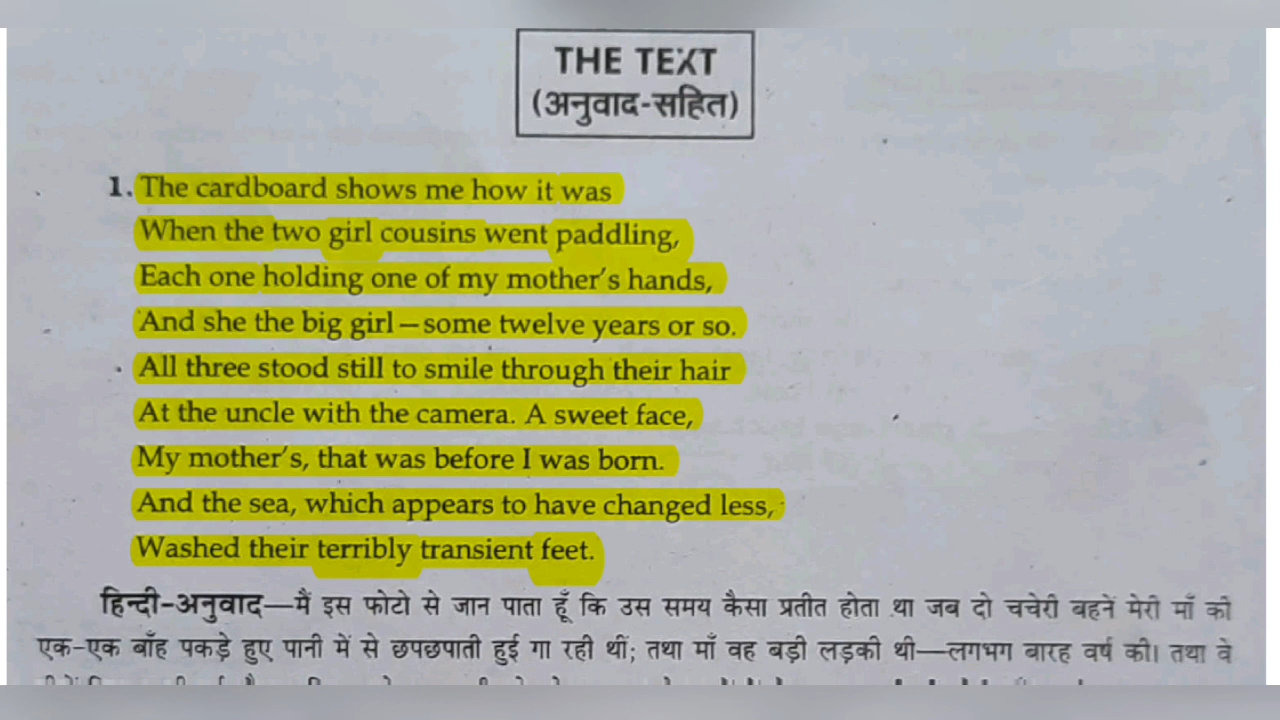 THE TEXT
(अनुवाद-सहित)
1. The cardboard shows me how it was
When the two girl cousins went paddling,
Each one holding one of my mother's hands,
And she the big girl—some twelve years or so.
All three stood still to smile through their hair
At the uncle with the camera. A sweet face,
My mother's, that was before I was born.
And the sea, which appears to have changed less,
Washed their terribly transient feet.
हिन्दी-अनुवाद—मैं इस फोटो से जान पाता हूँ कि उस समय कैसा प्रतीत होता था जब दो चचेरी बहनें मेरी माँ की
एक-एक बाँह पकड़े हुए पानी में से छपछपाती हुई गा रही थीं; तथा माँ वह बड़ी लड़की थी—लगभग बारह वर्ष की। तथा वे